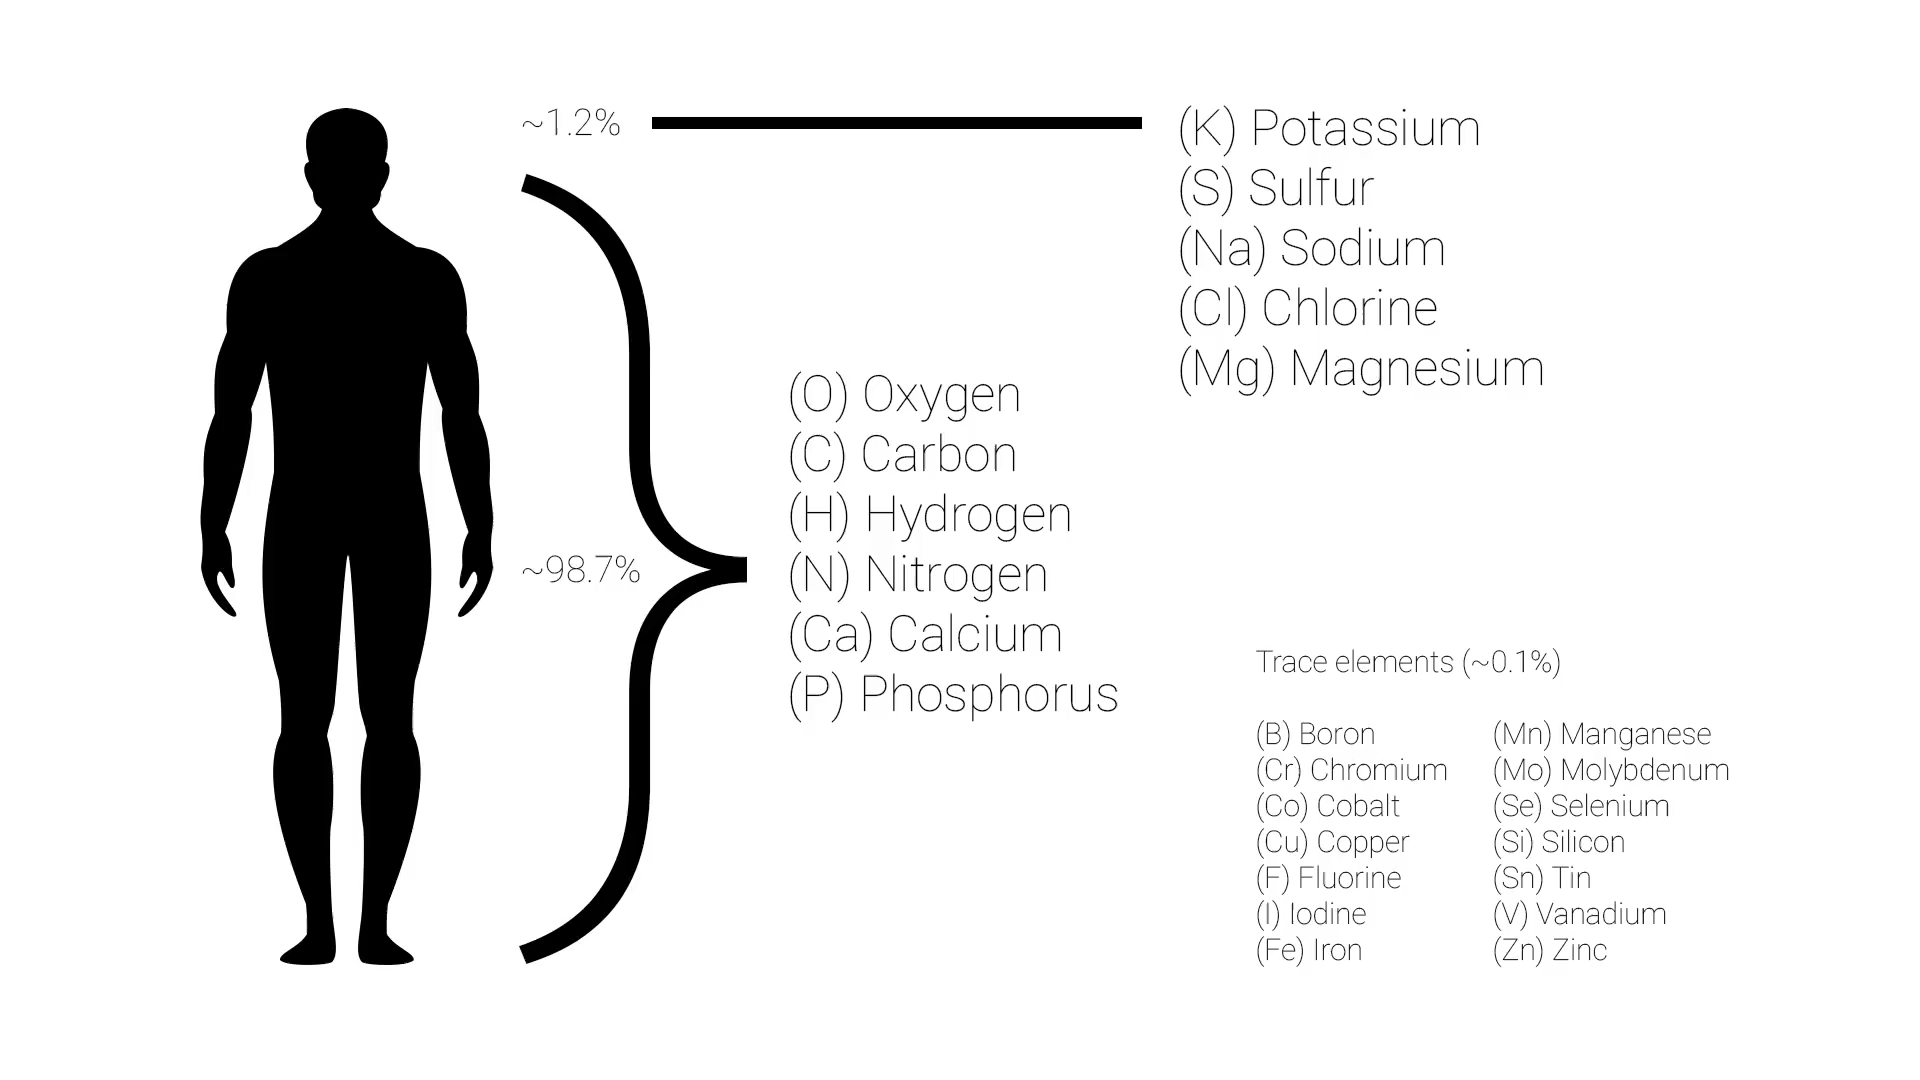 ~1.2%
(K) Potassium
(S) Sulfur
(Na) Sodium
(Cl) Chlorine
(Mg) Magnesium
~98.7%
(O) Oxygen
(C) Carbon
(H) Hydrogen
(N) Nitrogen
(Ca) Calcium
(P) Phosphorus
Trace elements (~0.1%)
(B) Boron
(Cr) Chromium
(Co) Cobalt
(Cu) Copper
(F) Fluorine
(I) Iodine
(Fe) Iron
(Mn) Manganese
(Mo) Molybdenum
(Se) Selenium
(Si) Silicon
(Sn) Tin
(V) Vanadium
(Zn) Zinc